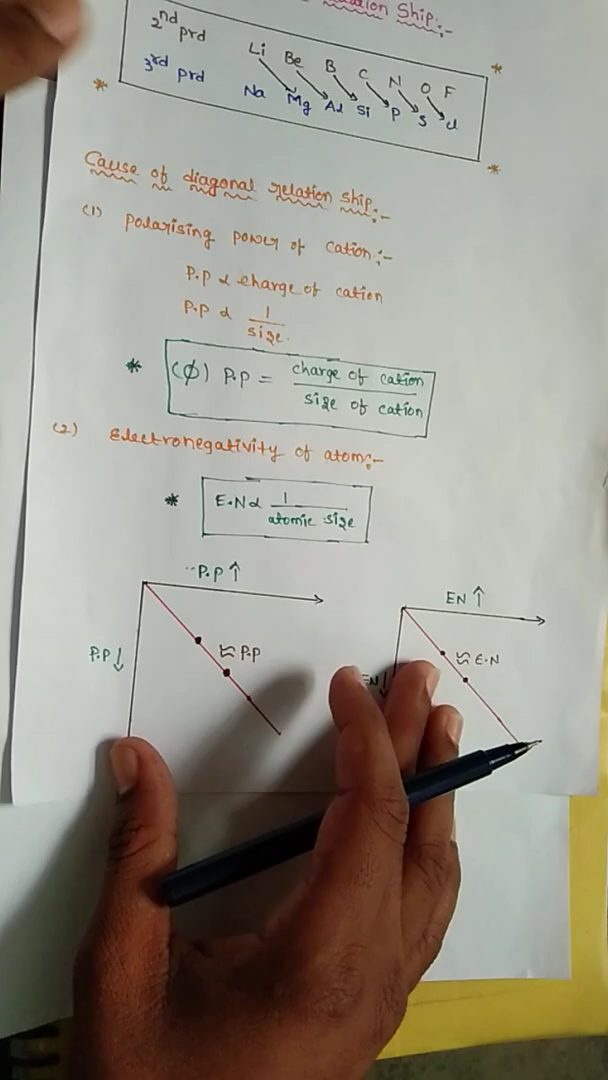 ation Ship:-
2nd prd Li Be B C N O F
3rd prd Na Mg Al Si P S Cl
Cause of diagonal relation ship:-
(1) Polarising power of cation:-
P.P ∝ charge of cation
P.P ∝ 1/size.
* (ϕ) P.P = charge of cation / size of cation
(2) Electronegativity of atom:-
* E.N ∝ 1/atomic size
P.P ↑
P.P ↓
≈ P.P
EN ↑
EN ↓
≈ E.N